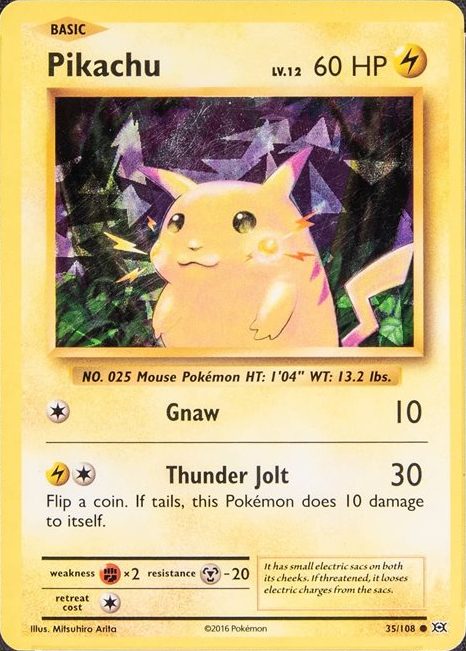 BASIC
Pikachu LV.12 60 HP
NO. 025 Mouse Pokémon HT: 1'04" WT: 13.2 lbs.
Gnaw 10
Thunder Jolt 30
Flip a coin. If tails, this Pokémon does 10 damage
to itself.
weakness ×2 resistance -20
It has small electric sacs on both
its cheeks. If threatened, it looses
electric charges from the sacs.
retreat
cost
Illus. Mitsuhiro Arita ©2016 Pokémon 35/108